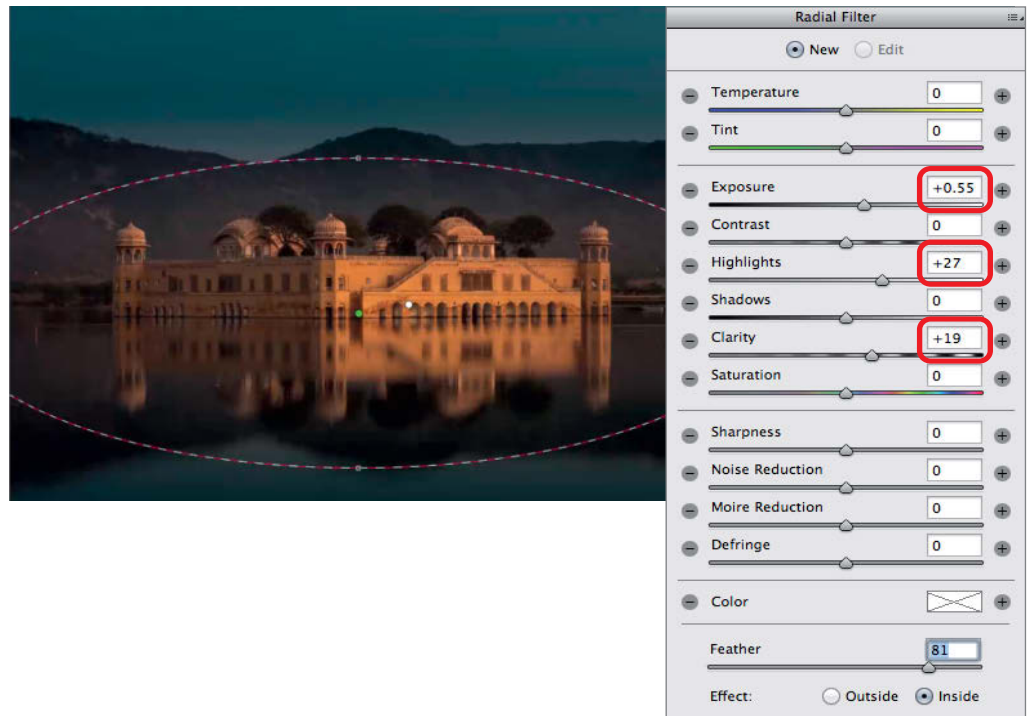 Radial Filter
New Edit
Temperature 0
Tint 0
Exposure +0.55
Contrast 0
Highlights +27
Shadows 0
Clarity +19
Saturation 0
Sharpness 0
Noise Reduction 0
Moire Reduction 0
Defringe 0
Color
Feather 81
Effect: Outside Inside